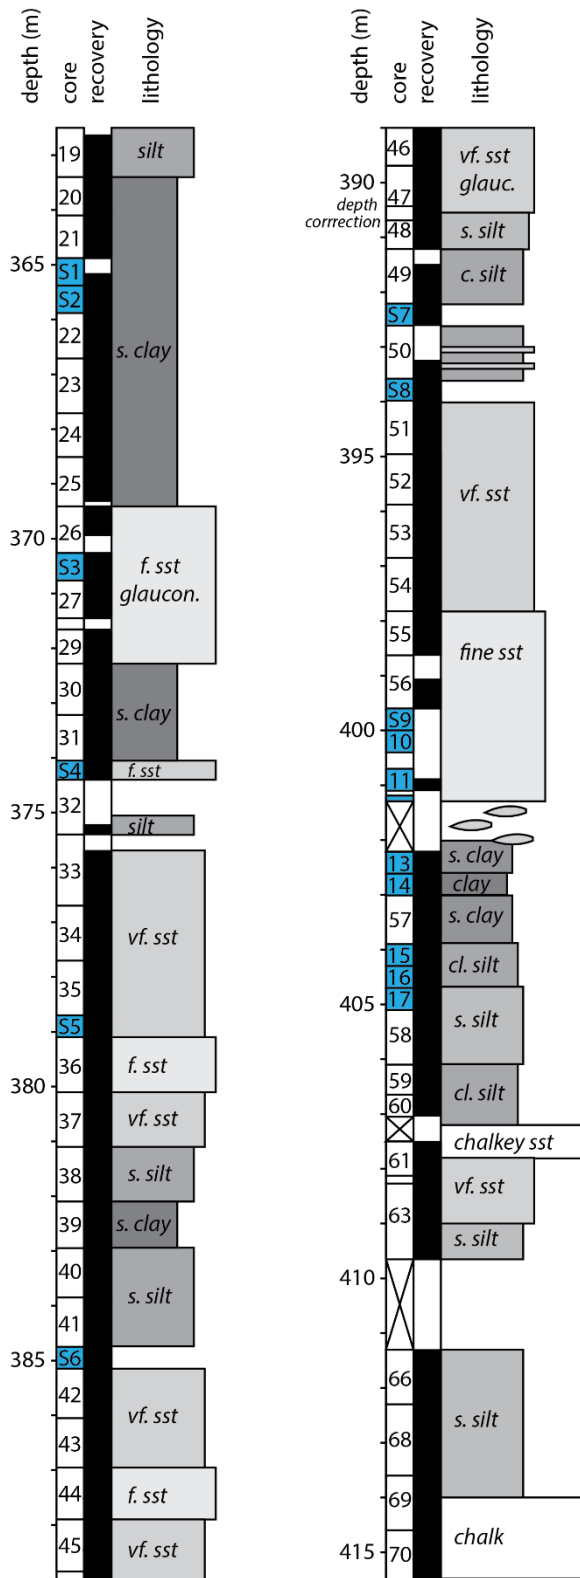 depth (m)
core
recovery
lithology
19
silt
20
21
365
S1
S2
22
s. clay
23
24
25
26
370
S3
f. sst
glaucon.
27
29
30
s. clay
31
S4
f. sst
32
375
silt
33
34
vf. sst
35
S5
36
f. sst
380
37
vf. sst
38
s. silt
39
s. clay
40
s. silt
41
385
S6
42
vf. sst
43
44
f. sst
45
vf. sst
depth (m)
core
recovery
lithology
46
vf. sst
glauc.
390
47
depth
corrrection
48
s. silt
49
c. silt
S7
50
S8
51
395
52
vf. sst
53
54
55
fine sst
56
S9
400
10
11
13
s. clay
14
clay
57
s. clay
15
cl. silt
16
17
405
s. silt
58
59
cl. silt
60
chalkey sst
61
vf. sst
63
s. silt
410
66
s. silt
68
69
chalk
415
70